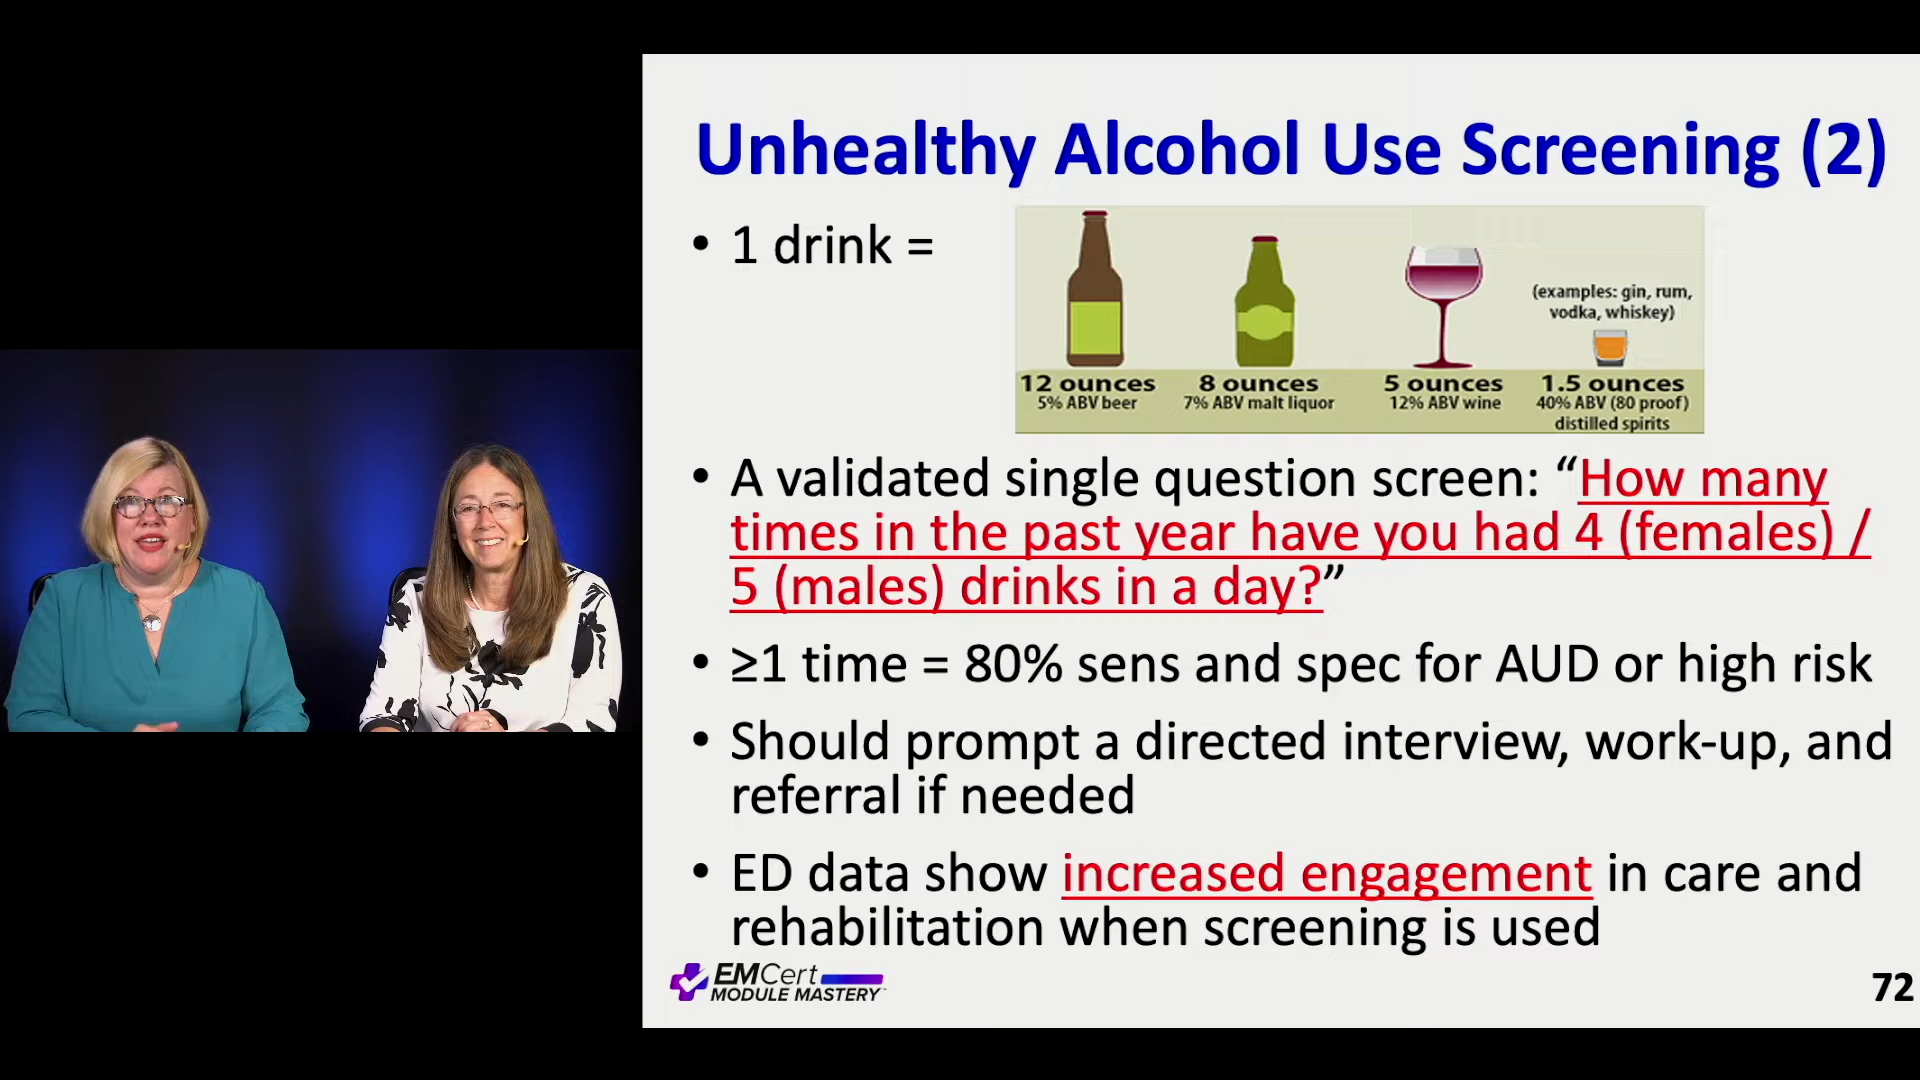 Unhealthy Alcohol Use Screening (2)
• 1 drink =
(examples: gin, rum,
vodka, whiskey)
12 ounces
5% ABV beer
8 ounces
7% ABV malt liquor
5 ounces
12% ABV wine
1.5 ounces
40% ABV (80 proof)
distilled spirits
• A validated single question screen: “How many
times in the past year have you had 4 (females) /
5 (males) drinks in a day?”
• ≥1 time = 80% sens and spec for AUD or high risk
• Should prompt a directed interview, work-up, and
referral if needed
• ED data show increased engagement in care and
rehabilitation when screening is used
EMCert
MODULE MASTERY™
72